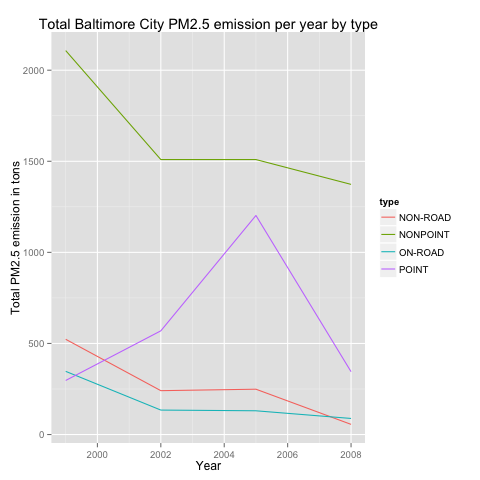 Total Baltimore City PM2.5 emission per year by type
Total PM2.5 emission in tons
2000
1500
1000
500
0
2000 2002 2004 2006 2008
Year
type
NON-ROAD
NONPOINT
ON-ROAD
POINT